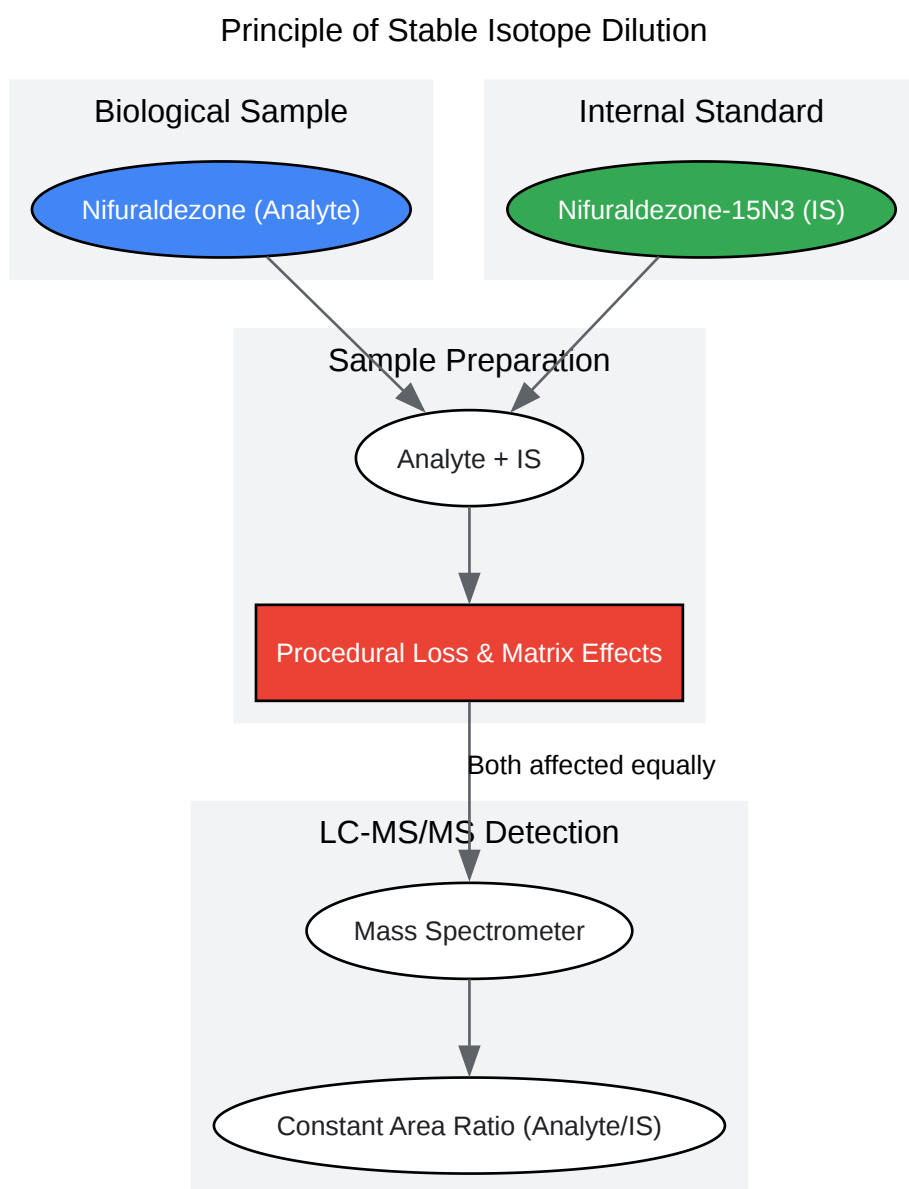 Principle of Stable Isotope Dilution
Biological Sample
Internal Standard
Nifuraldezone (Analyte)
Nifuraldezone-15N3 (IS)
Sample Preparation
Analyte + IS
Procedural Loss & Matrix Effects
Both affected equally
LC-MS/MS Detection
Mass Spectrometer
Constant Area Ratio (Analyte/IS)